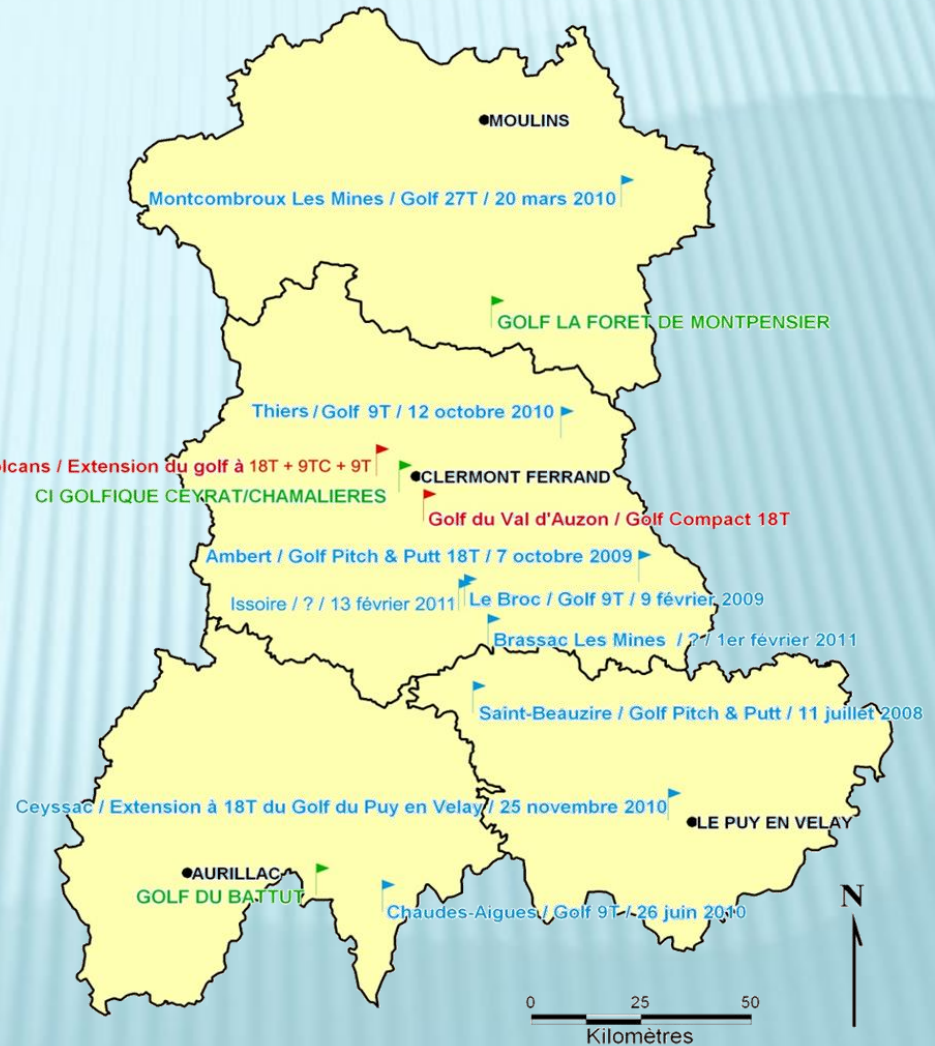 MOULINS
Montcombroux Les Mines / Golf 27T / 20 mars 2010
GOLF LA FORET DE MONTPENSIER
Thiers / Golf 9T / 12 octobre 2010
lcans / Extension du golf à 18T + 9TC + 9T
CLERMONT FERRAND
CI GOLFIQUE CEYRAT/CHAMALIERES
Golf du Val d'Auzon / Golf Compact 18T
Ambert / Golf Pitch & Putt 18T / 7 octobre 2009
Issoire / ? / 13 février 2011
Le Broc / Golf 9T / 9 février 2009
Brassac Les Mines / ? / 1er février 2011
Saint-Beauzire / Golf Pitch & Putt / 11 juillet 2008
Ceyssac / Extension à 18T du Golf du Puy en Velay / 25 novembre 2010
LE PUY EN VELAY
AURILLAC
GOLF DU BATTUT
Chaudes-Aigues / Golf 9T / 26 juin 2010
N
0 25 50
Kilomètres